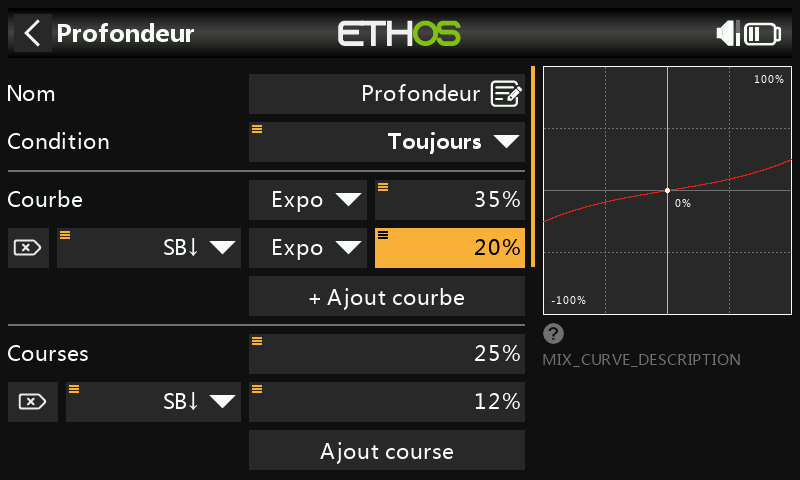 Profondeur
ETHOS
Nom
Profondeur
Condition
Toujours
Courbe
Expo
35%
SB↓
Expo
20%
+ Ajout courbe
Courses
25%
SB↓
12%
Ajout course
100%
0%
-100%
?
MIX_CURVE_DESCRIPTION